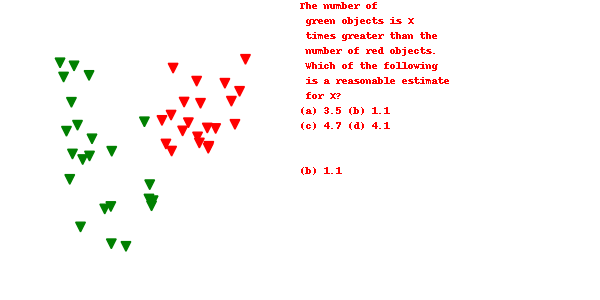 The number of
green objects is X
times greater than the
number of red objects.
Which of the following
is a reasonable estimate
for X?
(a) 3.5 (b) 1.1
(c) 4.7 (d) 4.1
(b) 1.1